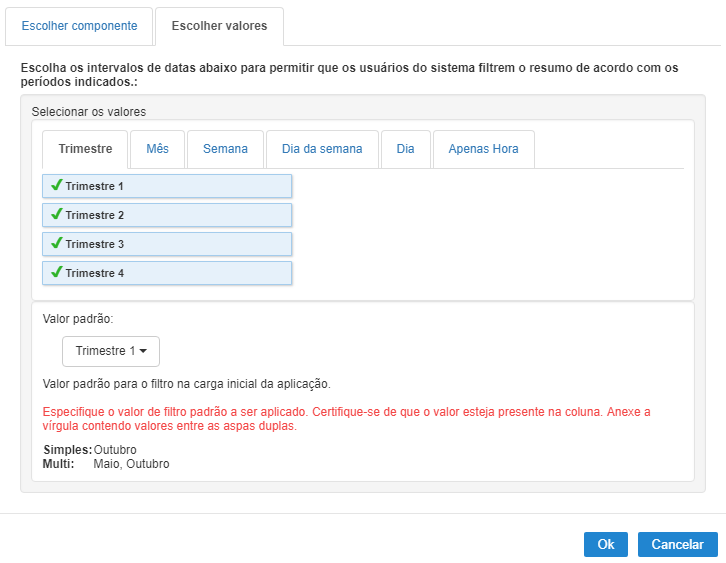 Escolher componente
Escolher valores
Escolha os intervalos de datas abaixo para permitir que os usuários do sistema filtrem o resumo de acordo com os
períodos indicados.:
Selecionar os valores
Trimestre
Mês
Semana
Dia da semana
Dia
Apenas Hora
Trimestre 1
Trimestre 2
Trimestre 3
Trimestre 4
Valor padrão:
Trimestre 1
Valor padrão para o filtro na carga inicial da aplicação.
Especifique o valor de filtro padrão a ser aplicado. Certifique-se de que o valor esteja presente na coluna. Anexe a
vírgula contendo valores entre as aspas duplas.
Simples: Outubro
Multi: Maio, Outubro
Ok
Cancelar